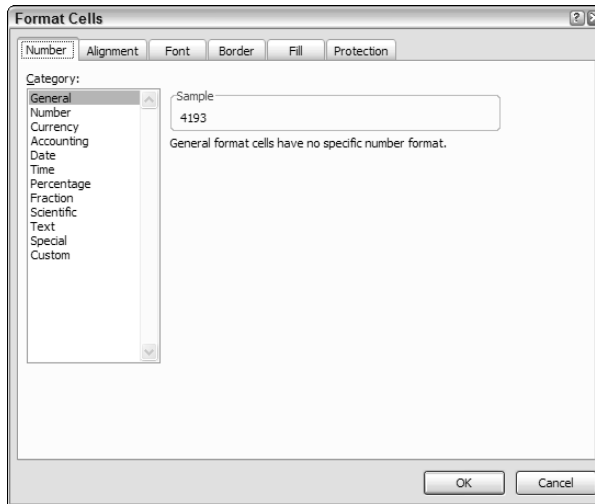 Format Cells
Number Alignment Font Border Fill Protection
Category:
General
Number
Currency
Accounting
Date
Time
Percentage
Fraction
Scientific
Text
Special
Custom
Sample
4193
General format cells have no specific number format.
OK Cancel